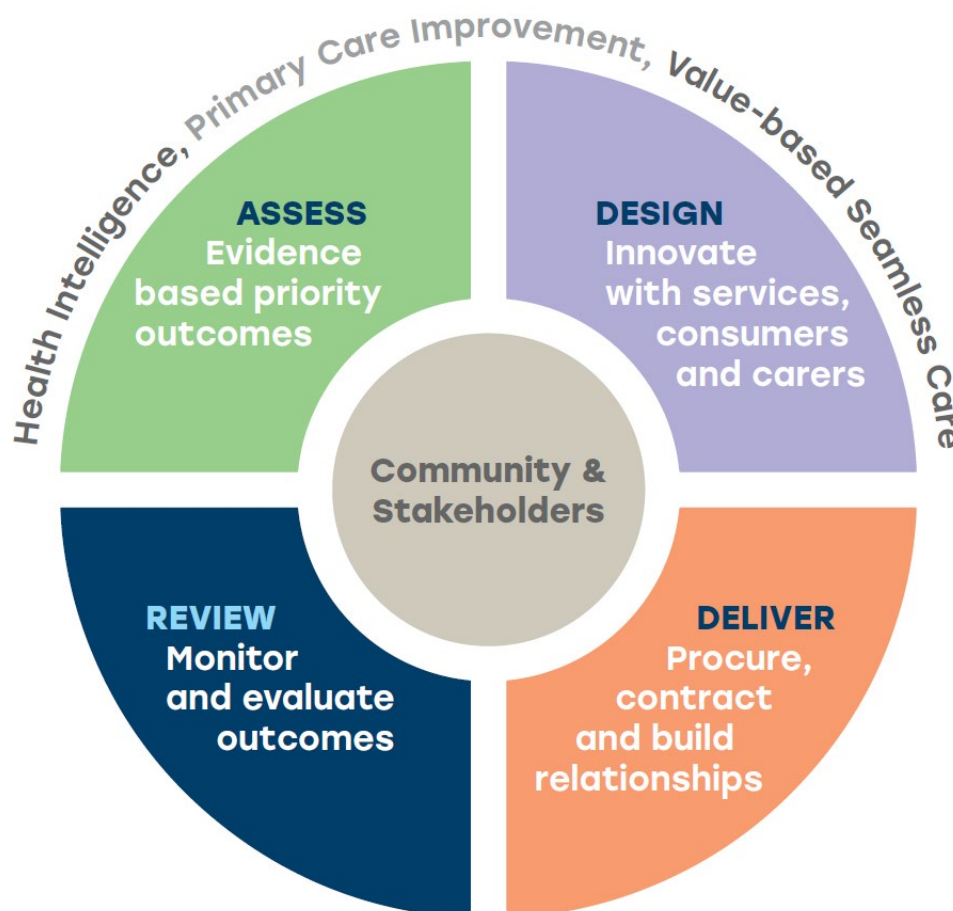 Health Intelligence, Primary Care Improvement, Value-based Seamless Care
ASSESS
Evidence
based priority
outcomes
DESIGN
Innovate
with services,
consumers
and carers
Community &
Stakeholders
REVIEW
Monitor
and evaluate
outcomes
DELIVER
Procure,
contract
and build
relationships